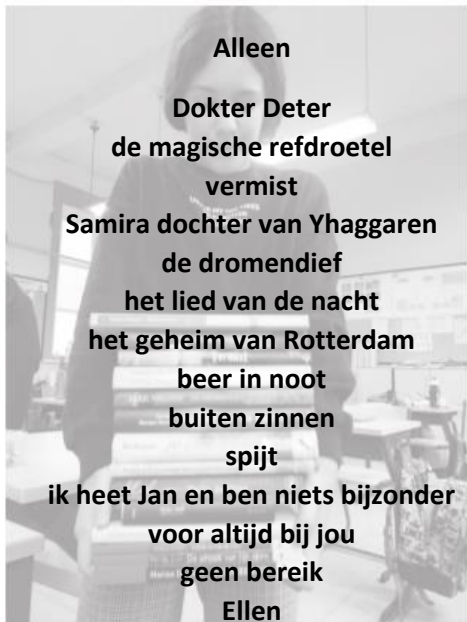 Alleen
Dokter Deter
de magische refdroetel
vermist
Samira dochter van Yhaggaren
de dromendief
het lied van de nacht
het geheim van Rotterdam
beer in noot
buiten zinnen
spijt
ik heet Jan en ben niets bijzonder
voor altijd bij jou
geen bereik
Ellen